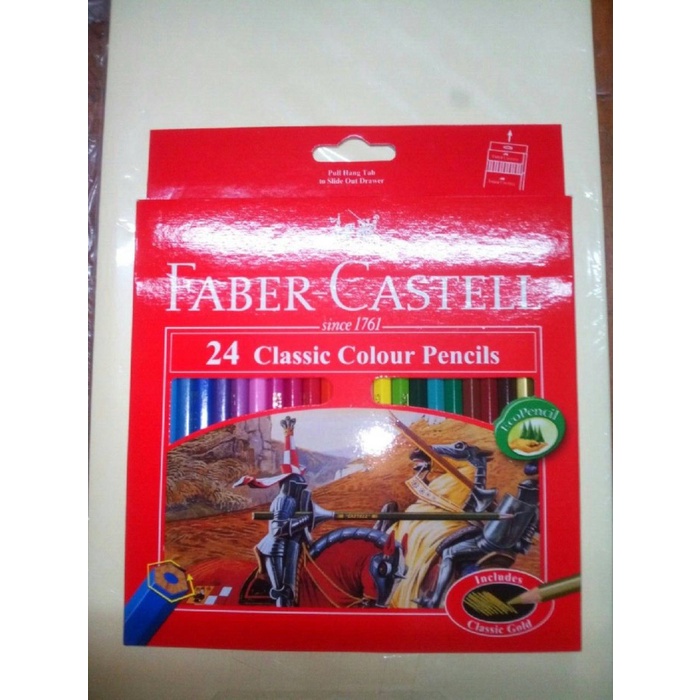 Pull Hang Tab
to Slide Out Drawer
FABER CASTELL
since 1761
24 Classic Colour Pencils
EcoPencil
CASTELL
Includes
Classic Gold